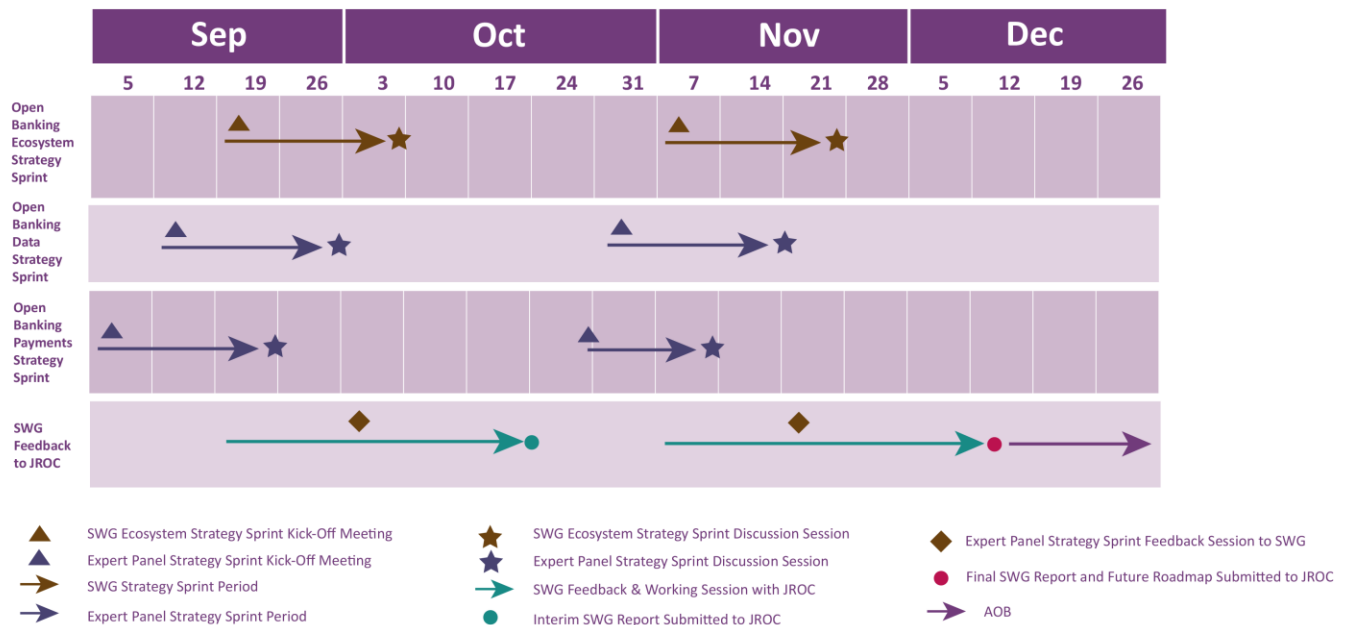 Sep Oct Nov Dec
5 12 19 26 3 10 17 24 31 7 14 21 28 5 12 19 26
Open
Banking
Ecosystem
Strategy
Sprint
Open
Banking
Data
Strategy
Sprint
Open
Banking
Payments
Strategy
Sprint
SWG
Feedback
to JROC
SWG Ecosystem Strategy Sprint Kick-Off Meeting
Expert Panel Strategy Sprint Kick-Off Meeting
SWG Strategy Sprint Period
Expert Panel Strategy Sprint Period
SWG Ecosystem Strategy Sprint Discussion Session
Expert Panel Strategy Sprint Discussion Session
SWG Feedback & Working Session with JROC
Interim SWG Report Submitted to JROC
Expert Panel Strategy Sprint Feedback Session to SWG
Final SWG Report and Future Roadmap Submitted to JROC
AOB